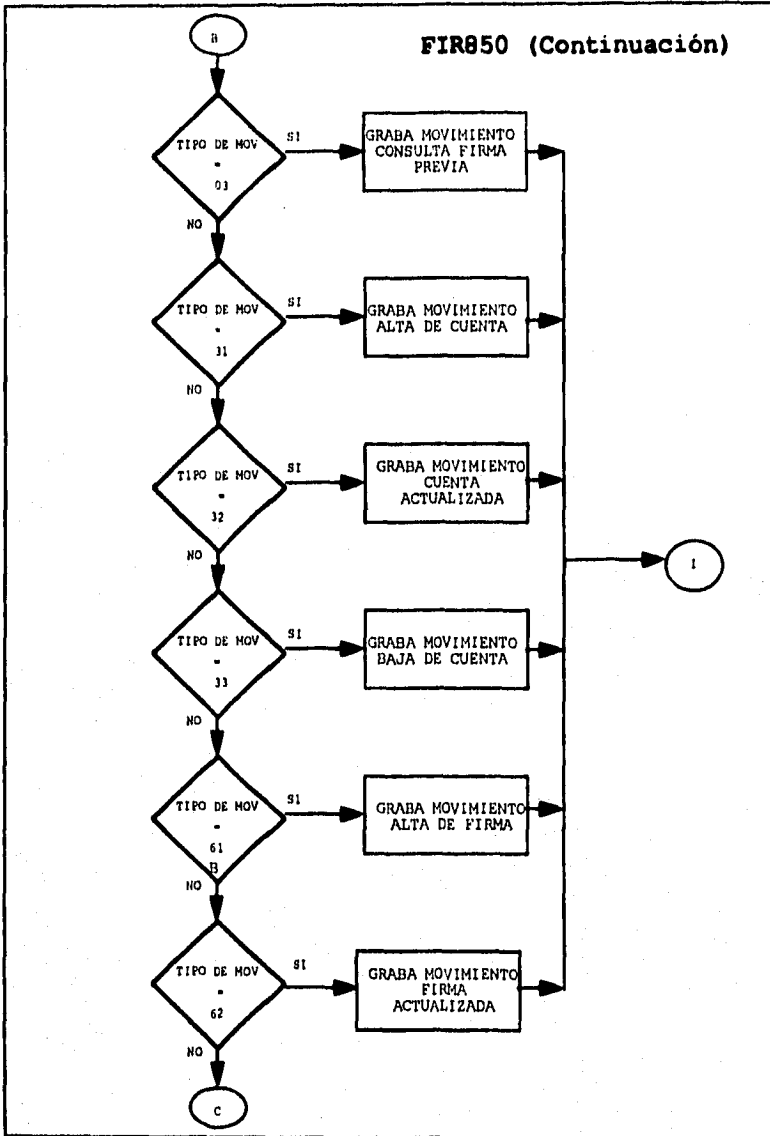 B
FIR850 (Continuación)
TIPO DE MOV
=
03
SI
GRABA MOVIMIENTO
CONSULTA FIRMA
PREVIA
NO
TIPO DE MOV
=
31
SI
GRABA MOVIMIENTO
ALTA DE CUENTA
NO
TIPO DE MOV
=
32
SI
GRABA MOVIMIENTO
CUENTA
ACTUALIZADA
NO
1
TIPO DE MOV
=
33
SI
GRABA MOVIMIENTO
BAJA DE CUENTA
NO
TIPO DE MOV
=
61
B
SI
GRABA MOVIMIENTO
ALTA DE FIRMA
NO
TIPO DE MOV
=
62
SI
GRABA MOVIMIENTO
FIRMA
ACTUALIZADA
NO
C